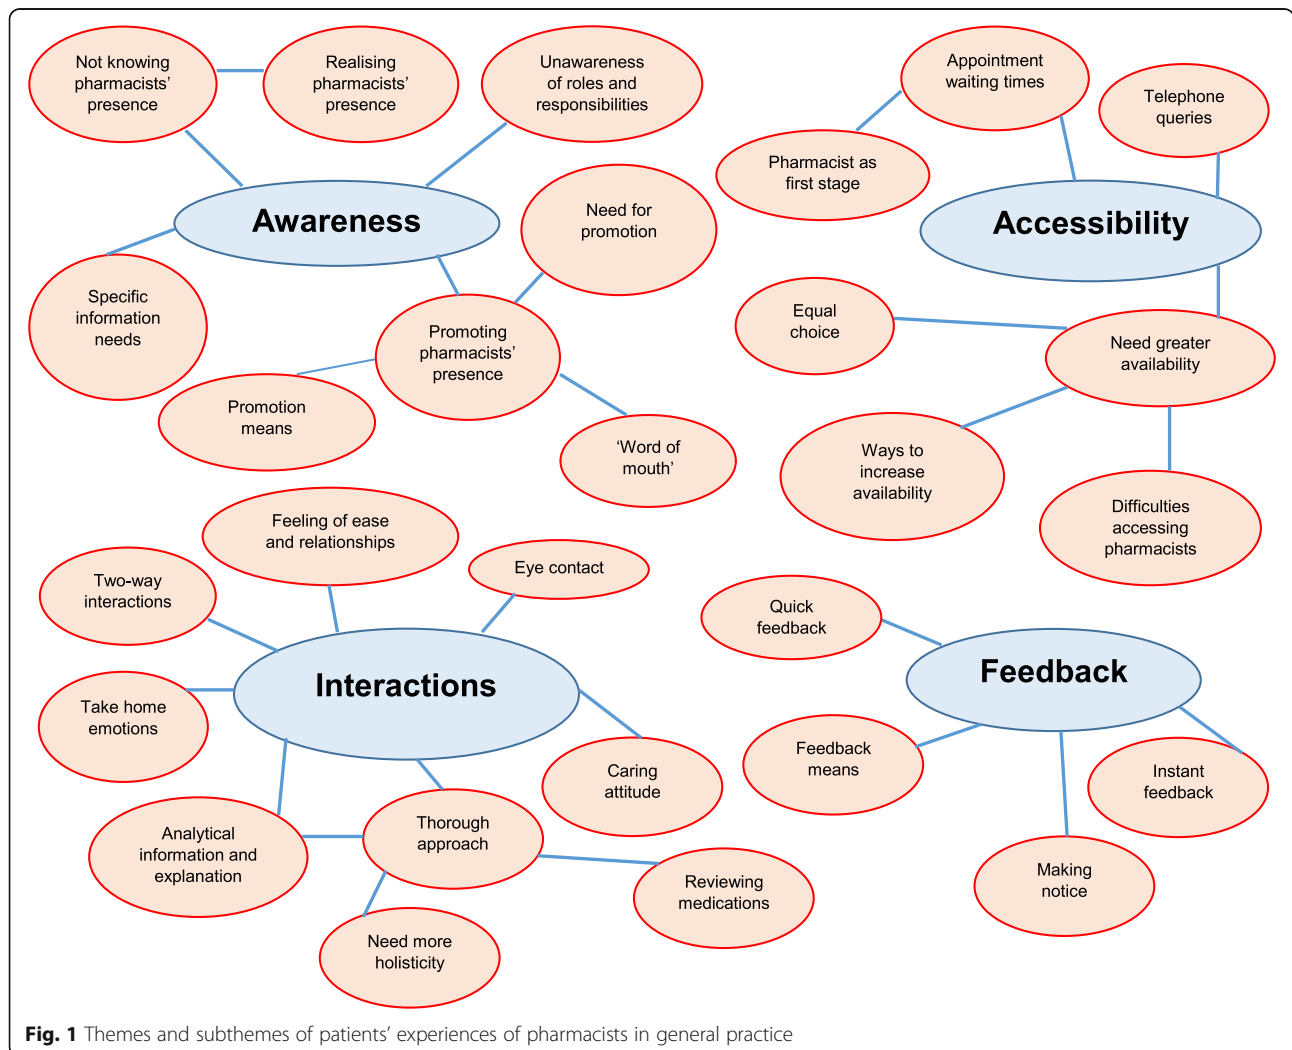 Not knowing
pharmacists’
presence
Realising
pharmacists’
presence
Unawareness
of roles and
responsibilities
Awareness
Need for
promotion
Specific
information
needs
Promoting
pharmacists’
presence
Promotion
means
‘Word of
mouth’
Appointment
waiting times
Telephone
queries
Pharmacist as
first stage
Accessibility
Equal
choice
Need greater
availability
Ways to
increase
availability
Difficulties
accessing
pharmacists
Feeling of ease
and relationships
Eye contact
Two-way
interactions
Interactions
Take home
emotions
Caring
attitude
Analytical
information and
explanation
Thorough
approach
Reviewing
medications
Need more
holisticity
Quick
feedback
Feedback
Feedback
means
Instant
feedback
Making
notice
Fig. 1 Themes and subthemes of patients’ experiences of pharmacists in general practice